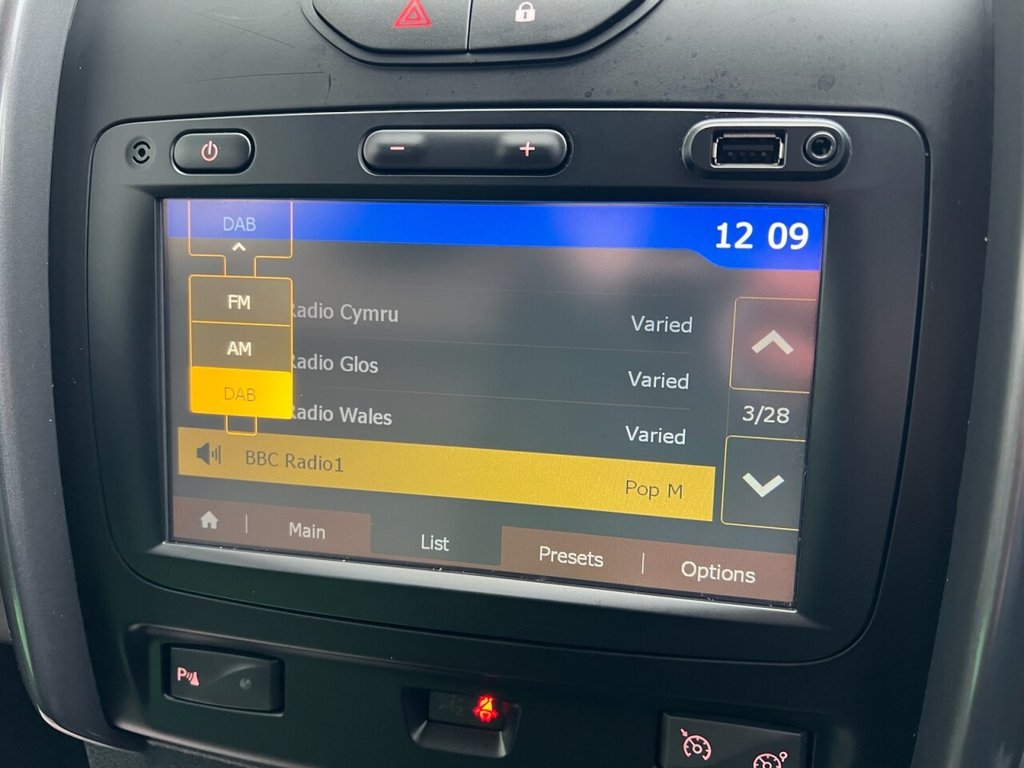 DAB
12 09
FM
AM
DAB
Radio Cymru
Varied
Radio Glos
Varied
Radio Wales
Varied
3/28
BBC Radio1
Pop M
Main
List
Presets
Options
P